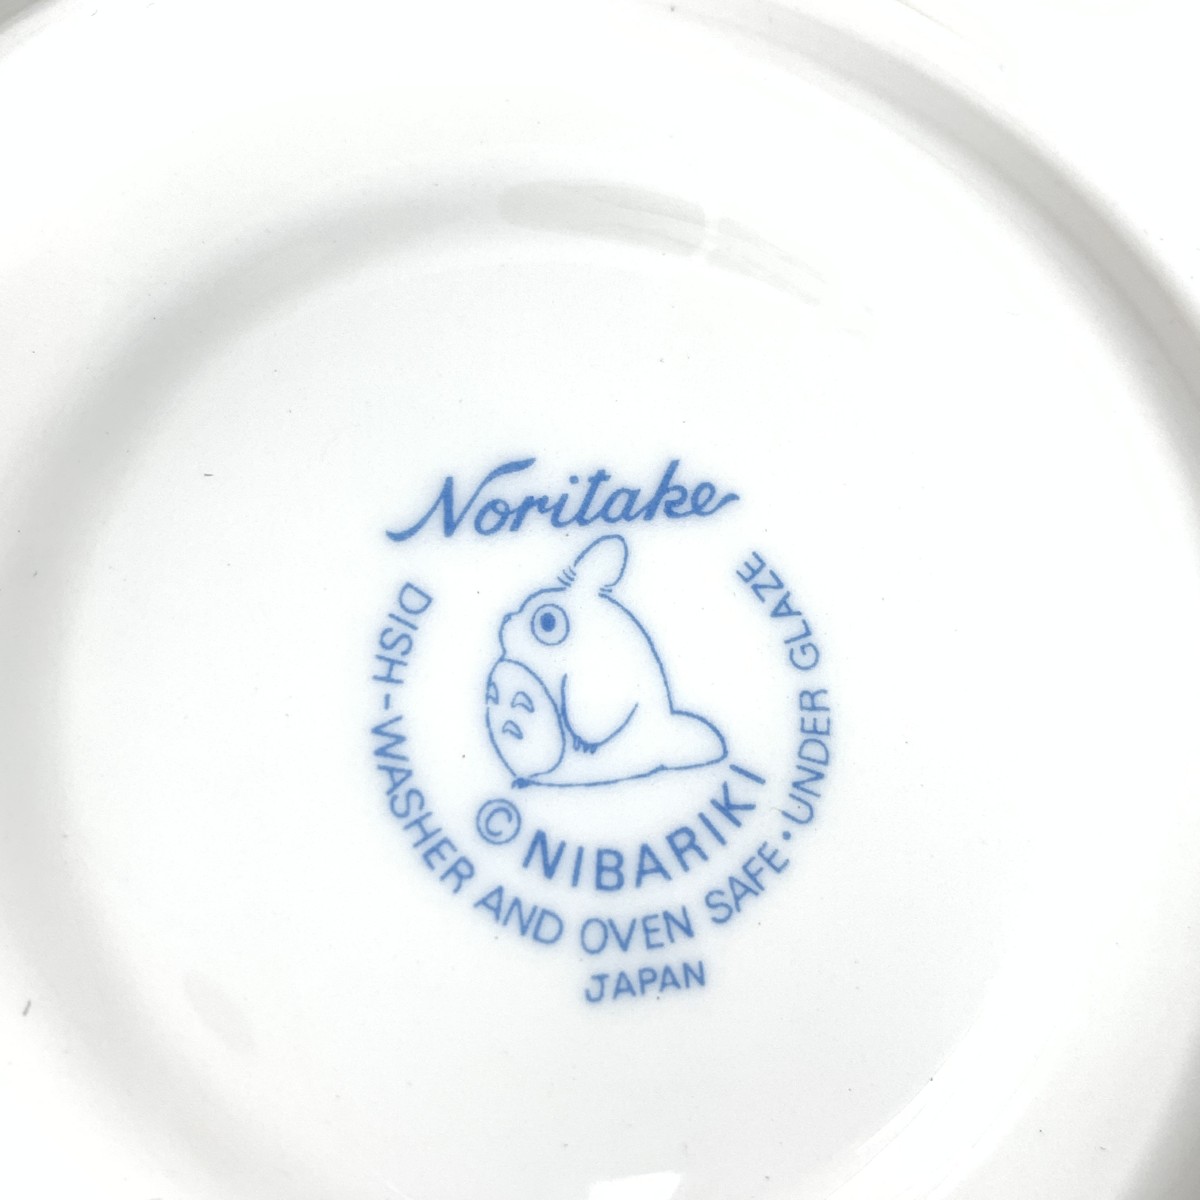 Noritake
© NIBARIKI
DISH-WASHER AND OVEN SAFE·UNDER GLAZE
JAPAN